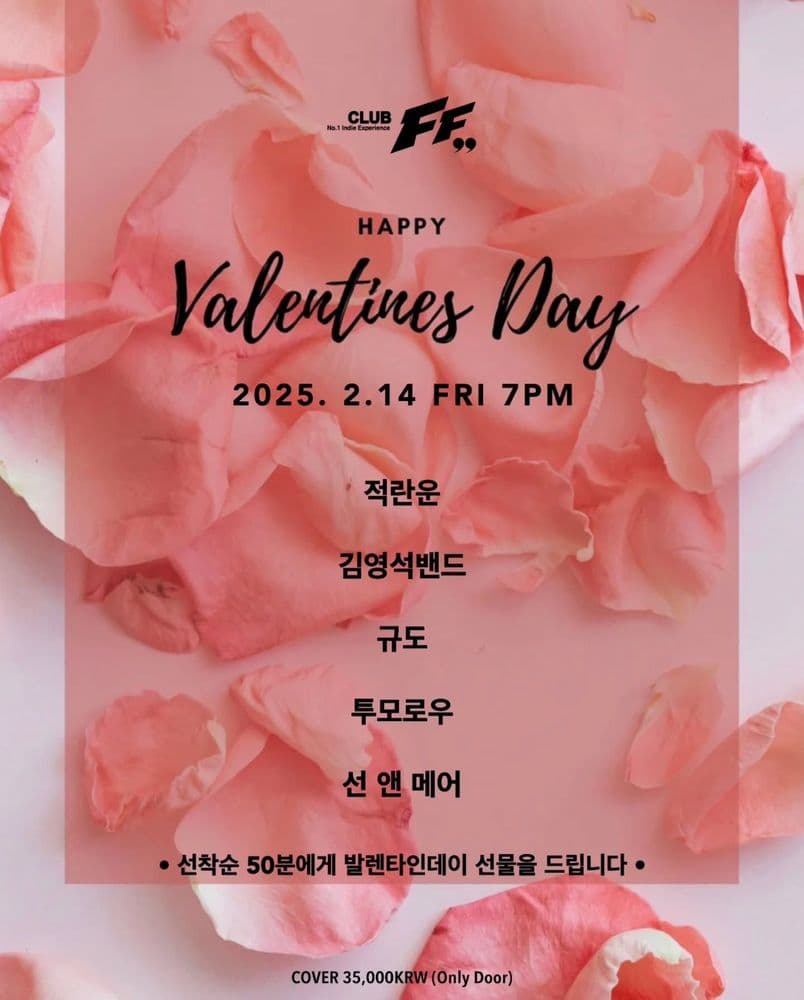 CLUB
No.1 Indie Experience
FF,,
HAPPY
Valentines Day
2025. 2.14 FRI 7PM
적란운
김영석밴드
규도
투모로우
선 앤 메어
• 선착순 50분에게 발렌타인데이 선물을 드립니다 •
COVER 35,000KRW (Only Door)